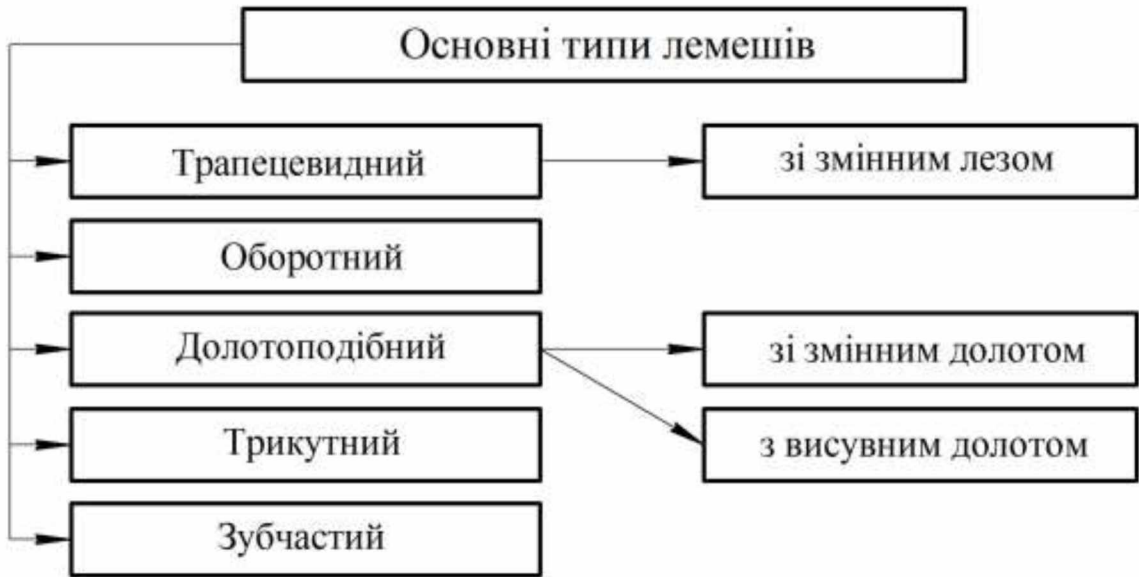 Основні типи лемешів
Трапецевидний
зі змінним лезом
Оборотний
Долотоподібний
зі змінним долотом
Трикутний
з висувним долотом
Зубчастий